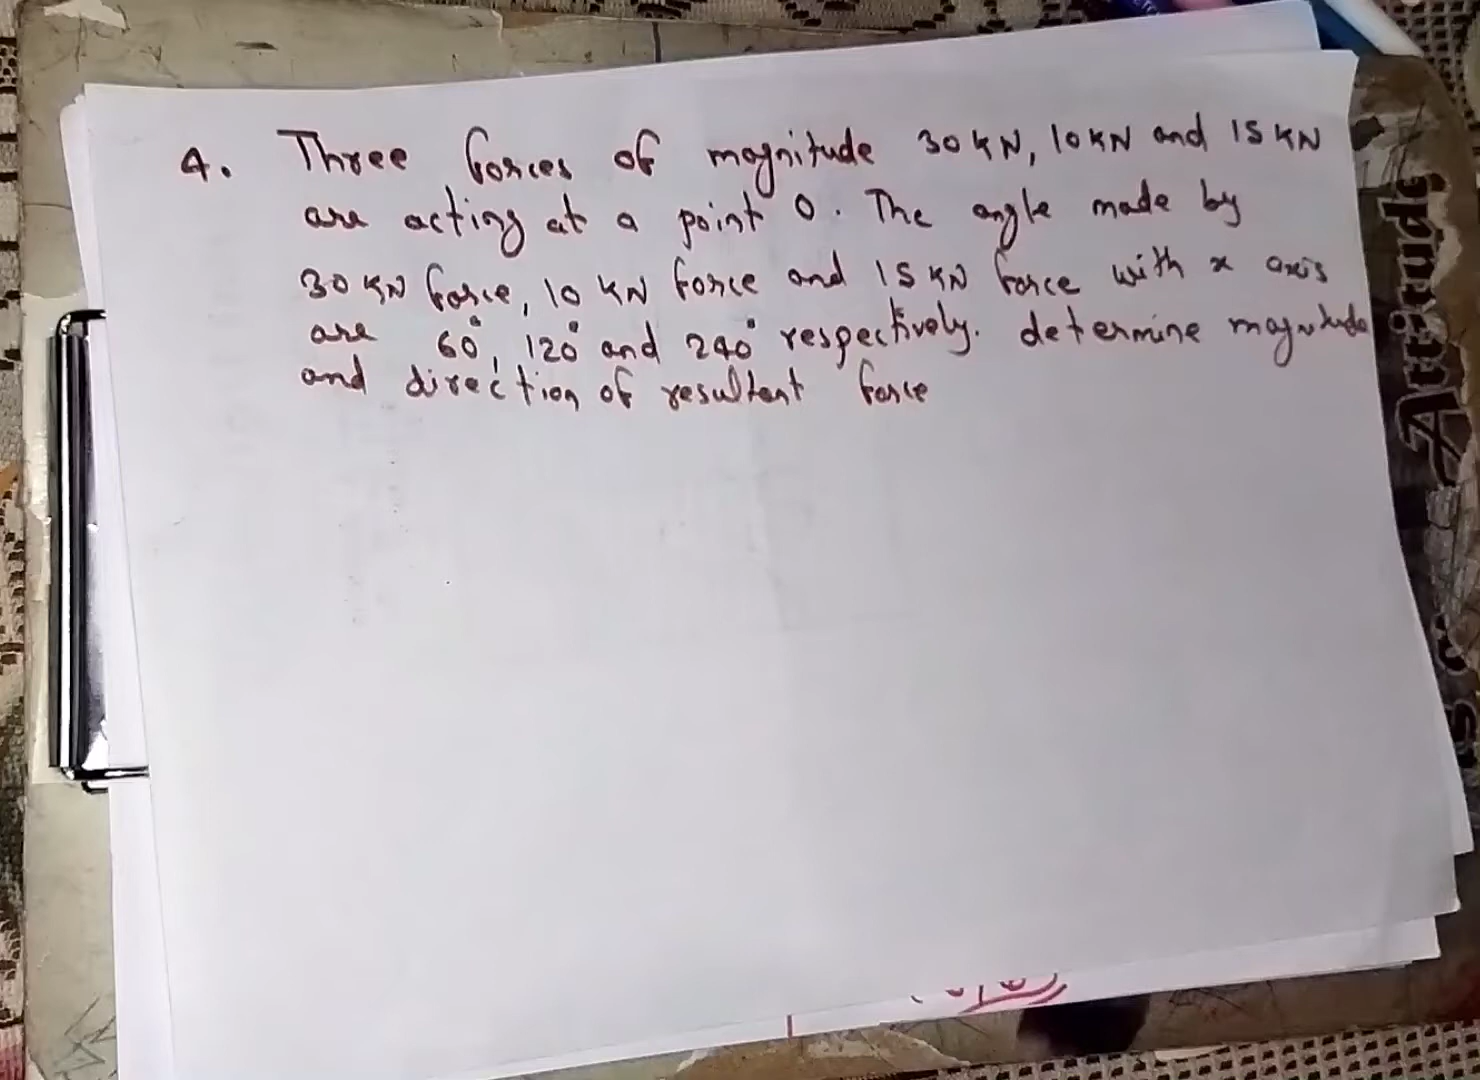 4. Three forces of magnitude 30 KN, 10 KN and 15 KN
are acting at a point O. The angle made by
30 KN force, 10 KN force and 15 KN force with x axis
are 60°, 120° and 240° respectively. determine magnitude
and direction of resultent force
Attitude